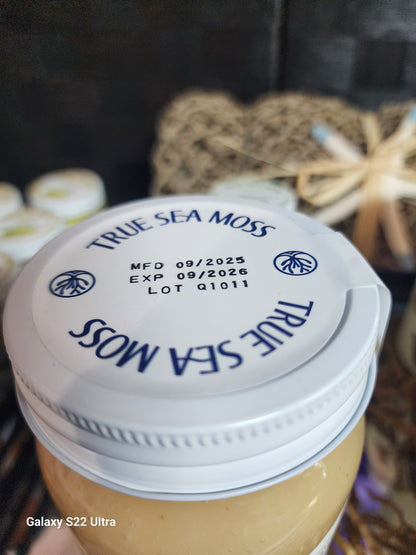 TRUE SEA MOSS
MFD 09/2025
EXP 09/2026
LOT Q1011
TRUE SEA MOSS
Galaxy S22 Ultra